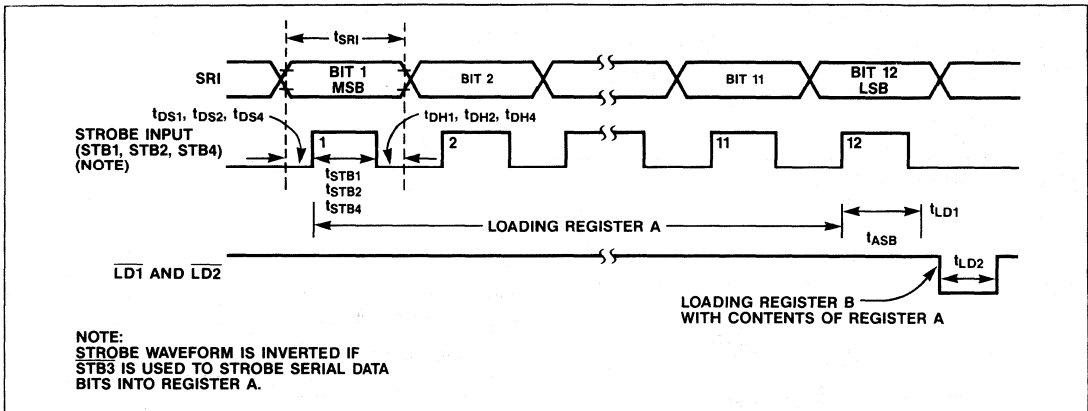 tSRI
SRI
BIT 1
MSB
BIT 2
BIT 11
BIT 12
LSB
tDS1, tDS2, tDS4
tDH1, tDH2, tDH4
STROBE INPUT
(STB1, STB2, STB4)
(NOTE)
1
2
11
12
tSTB1
tSTB2
tSTB4
LOADING REGISTER A
tLD1
tASB
tLD2
LD1 AND LD2
LOADING REGISTER B
WITH CONTENTS OF REGISTER A
NOTE:
STROBE WAVEFORM IS INVERTED IF
STB3 IS USED TO STROBE SERIAL DATA
BITS INTO REGISTER A.